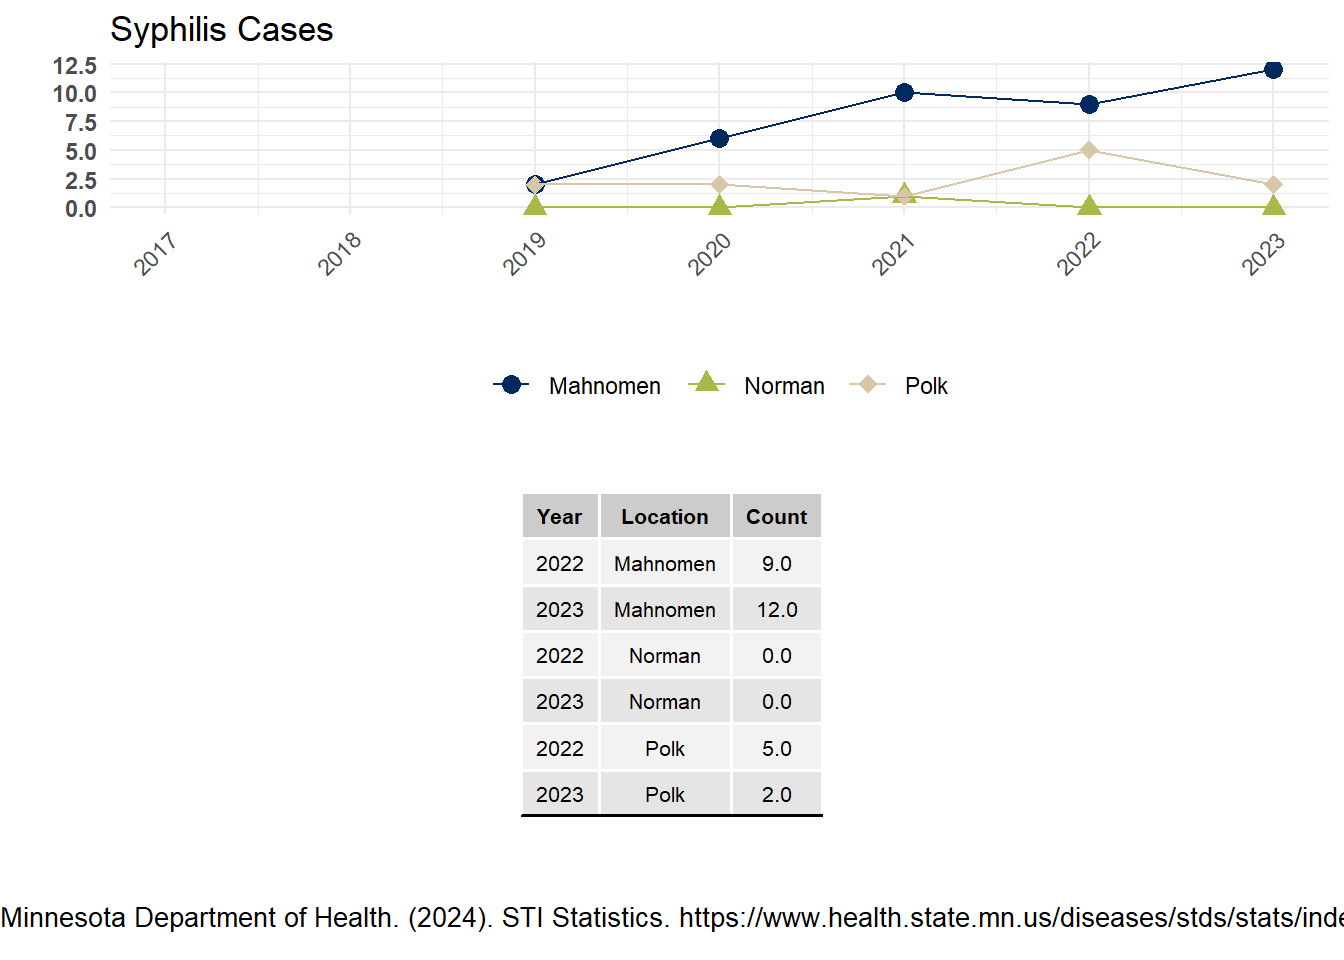 Syphilis Cases
12.5
10.0
7.5
5.0
2.5
0.0
2017 2018 2019 2020 2021 2022 2023
Mahnomen Norman Polk
Year Location Count
2022 Mahnomen 9.0
2023 Mahnomen 12.0
2022 Norman 0.0
2023 Norman 0.0
2022 Polk 5.0
2023 Polk 2.0
Minnesota Department of Health. (2024). STI Statistics. https://www.health.state.mn.us/diseases/stds/stats/inde